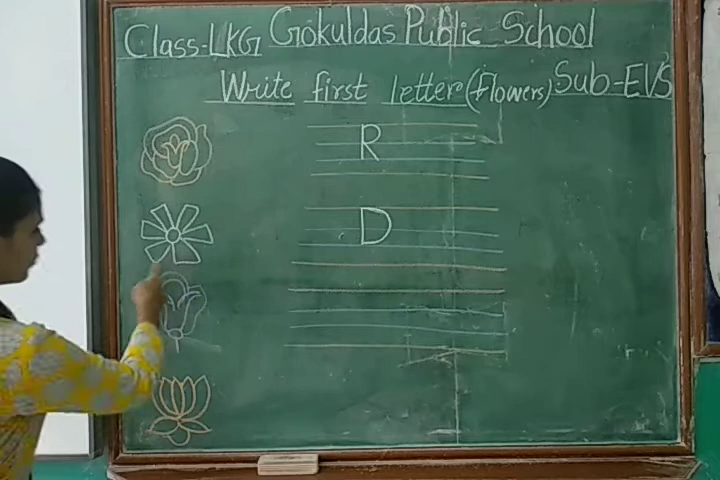 Class-LKG Gokuldas Public School
Write first letter (Flowers) Sub-EVS
R
D